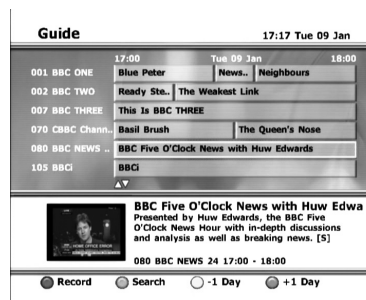 Guide 17:17 Tue 09 Jan
17:00 Tue 09 Jan 18:00
001 BBC ONE Blue Peter News.. Neighbours
002 BBC TWO Ready Ste.. The Weakest Link
007 BBC THREE This Is BBC THREE
070 CBBC Chann.. Basil Brush The Queen's Nose
080 BBC NEWS .. BBC Five O'Clock News with Huw Edwards
105 BBCi BBCi
BBC Five O'Clock News with Huw Edwa
Presented by Huw Edwards, the BBC Five
O'Clock News Hour with in-depth discussions
and analysis as well as breaking news. [S]
HOME OFFICE ERROR
080 BBC NEWS 24 17:00 - 18:00
Record Search -1 Day +1 Day